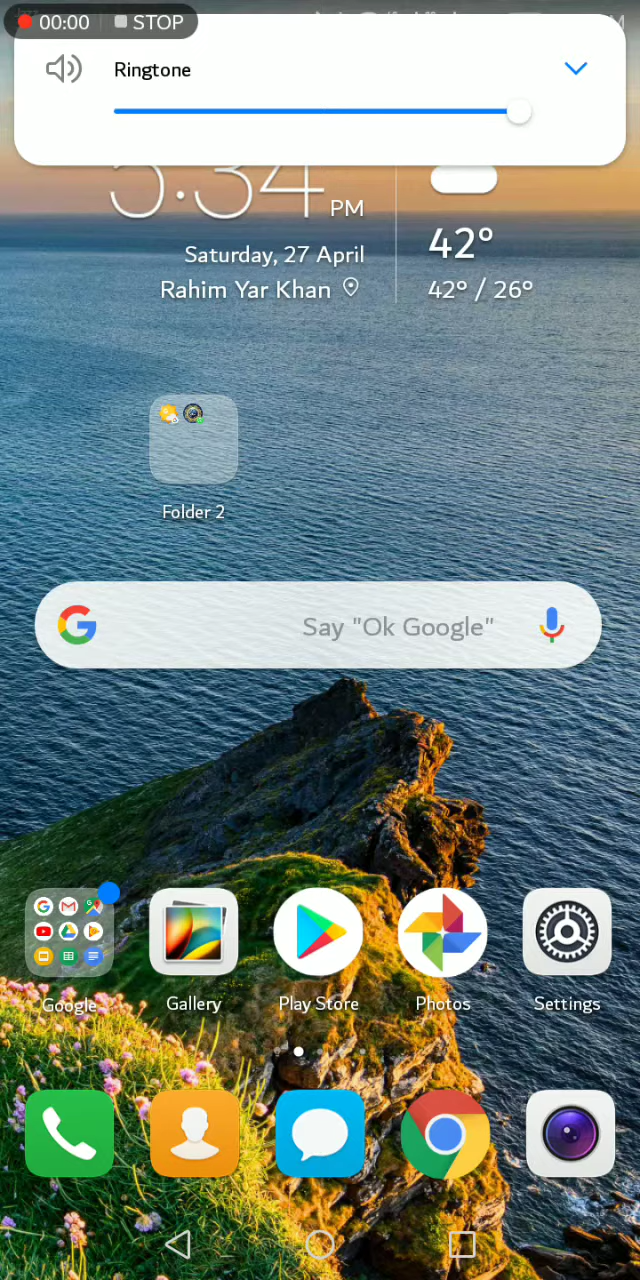 00:00 STOP
Ringtone
5:34 PM
42°
Saturday, 27 April
Rahim Yar Khan
42° / 26°
Folder 2
Say "Ok Google"
Google
Gallery
Play Store
Photos
Settings